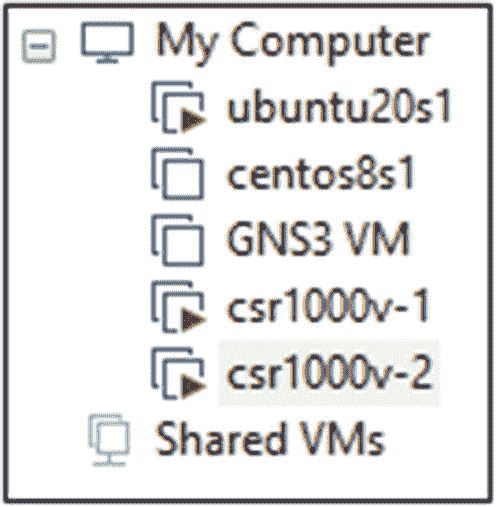 My Computer
ubuntu20s1
centos8s1
GNS3 VM
csr1000v-1
csr1000v-2
Shared VMs